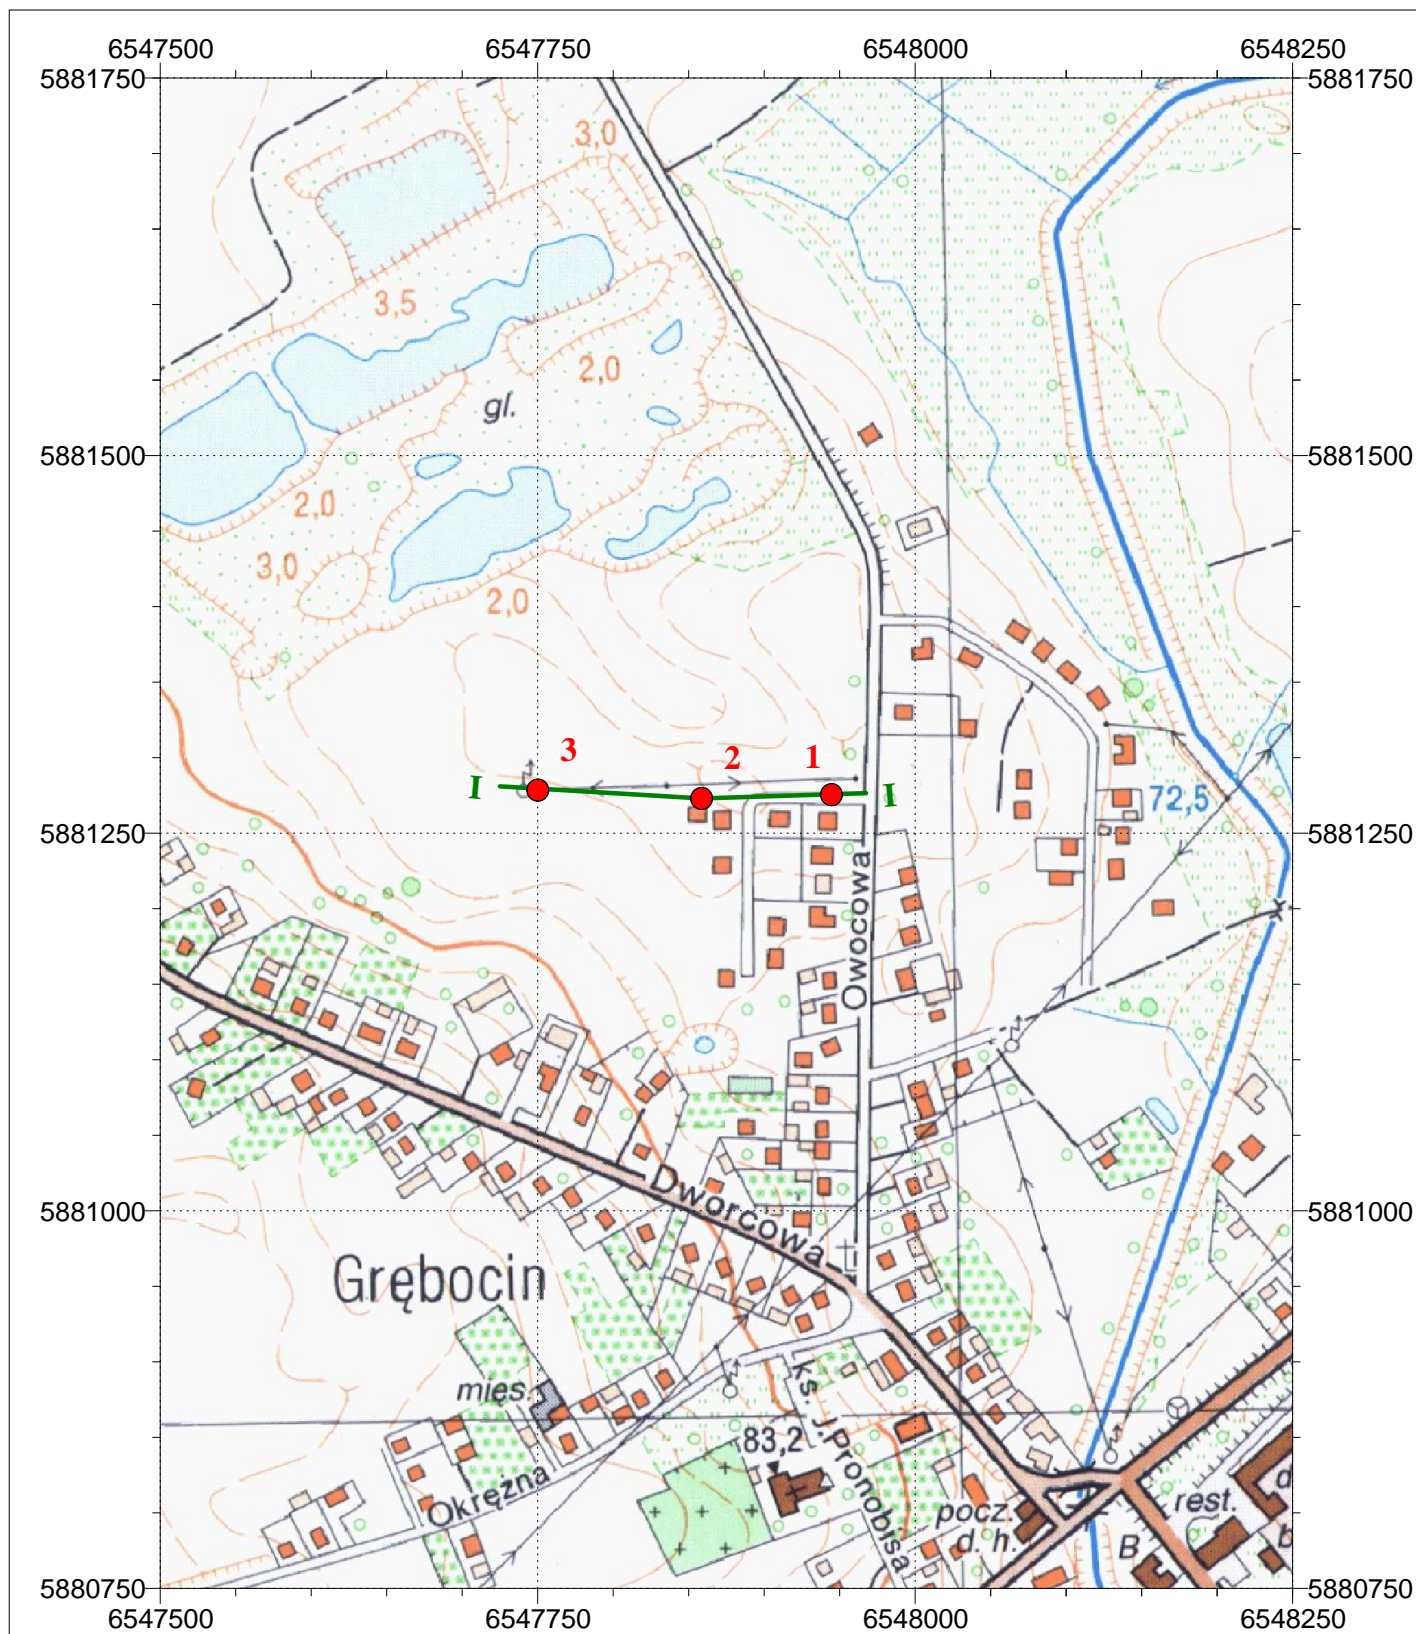 6547500 6547750 6548000 6548250
5881750 5881750
3,0
3,5
2,0
gl.
5881500 5881500
2,0
3,0
2,0
3 2 1
I I
72,5
5881250 5881250
Owocowa
Dworcowa
5881000 5881000
Grębocin
mies.
ks. J. Pronobisa
83,2
Okrężna
pocz.
d. h.
rest.
d
B
b
5880750 5880750
6547500 6547750 6548000 6548250